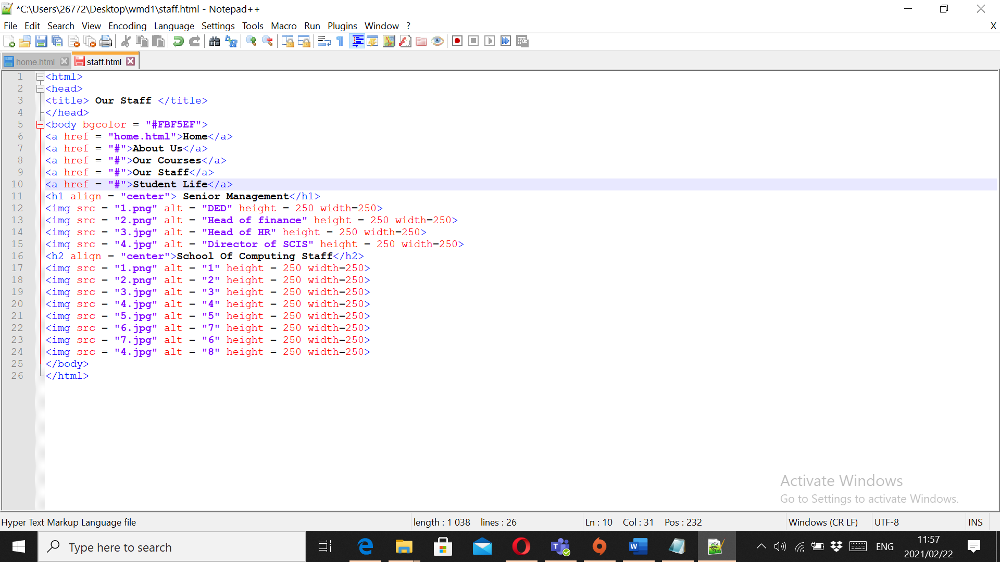 *C:\Users\26772\Desktop\wmd1\staff.html - Notepad++
File Edit Search View Encoding Language Settings Tools Macro Run Plugins Window ? X
home.html staff.html
1 <html>
2 <head>
3 <title> Our Staff </title>
4 </head>
5 <body bgcolor = "#FBF5EF">
6 <a href = "home.html">Home</a>
7 <a href = "#">About Us</a>
8 <a href = "#">Our Courses</a>
9 <a href = "#">Our Staff</a>
10 <a href = "#">Student Life</a>
11 <h1 align = "center"> Senior Management</h1>
12 <img src = "1.png" alt = "DED" height = 250 width=250>
13 <img src = "2.png" alt = "Head of finance" height = 250 width=250>
14 <img src = "3.jpg" alt = "Head of HR" height = 250 width=250>
15 <img src = "4.jpg" alt = "Director of SCIS" height = 250 width=250>
16 <h2 align = "center">School Of Computing Staff</h2>
17 <img src = "1.png" alt = "1" height = 250 width=250>
18 <img src = "2.png" alt = "2" height = 250 width=250>
19 <img src = "3.jpg" alt = "3" height = 250 width=250>
20 <img src = "4.jpg" alt = "4" height = 250 width=250>
21 <img src = "5.jpg" alt = "5" height = 250 width=250>
22 <img src = "6.jpg" alt = "7" height = 250 width=250>
23 <img src = "7.jpg" alt = "6" height = 250 width=250>
24 <img src = "4.jpg" alt = "8" height = 250 width=250>
25 </body>
26 </html>
Activate Windows
Go to Settings to activate Windows.
Hyper Text Markup Language file length : 1 038 lines : 26 Ln : 10 Col : 31 Pos : 232 Windows (CR LF) UTF-8 INS
Type here to search
ENG
11:57
2021/02/22